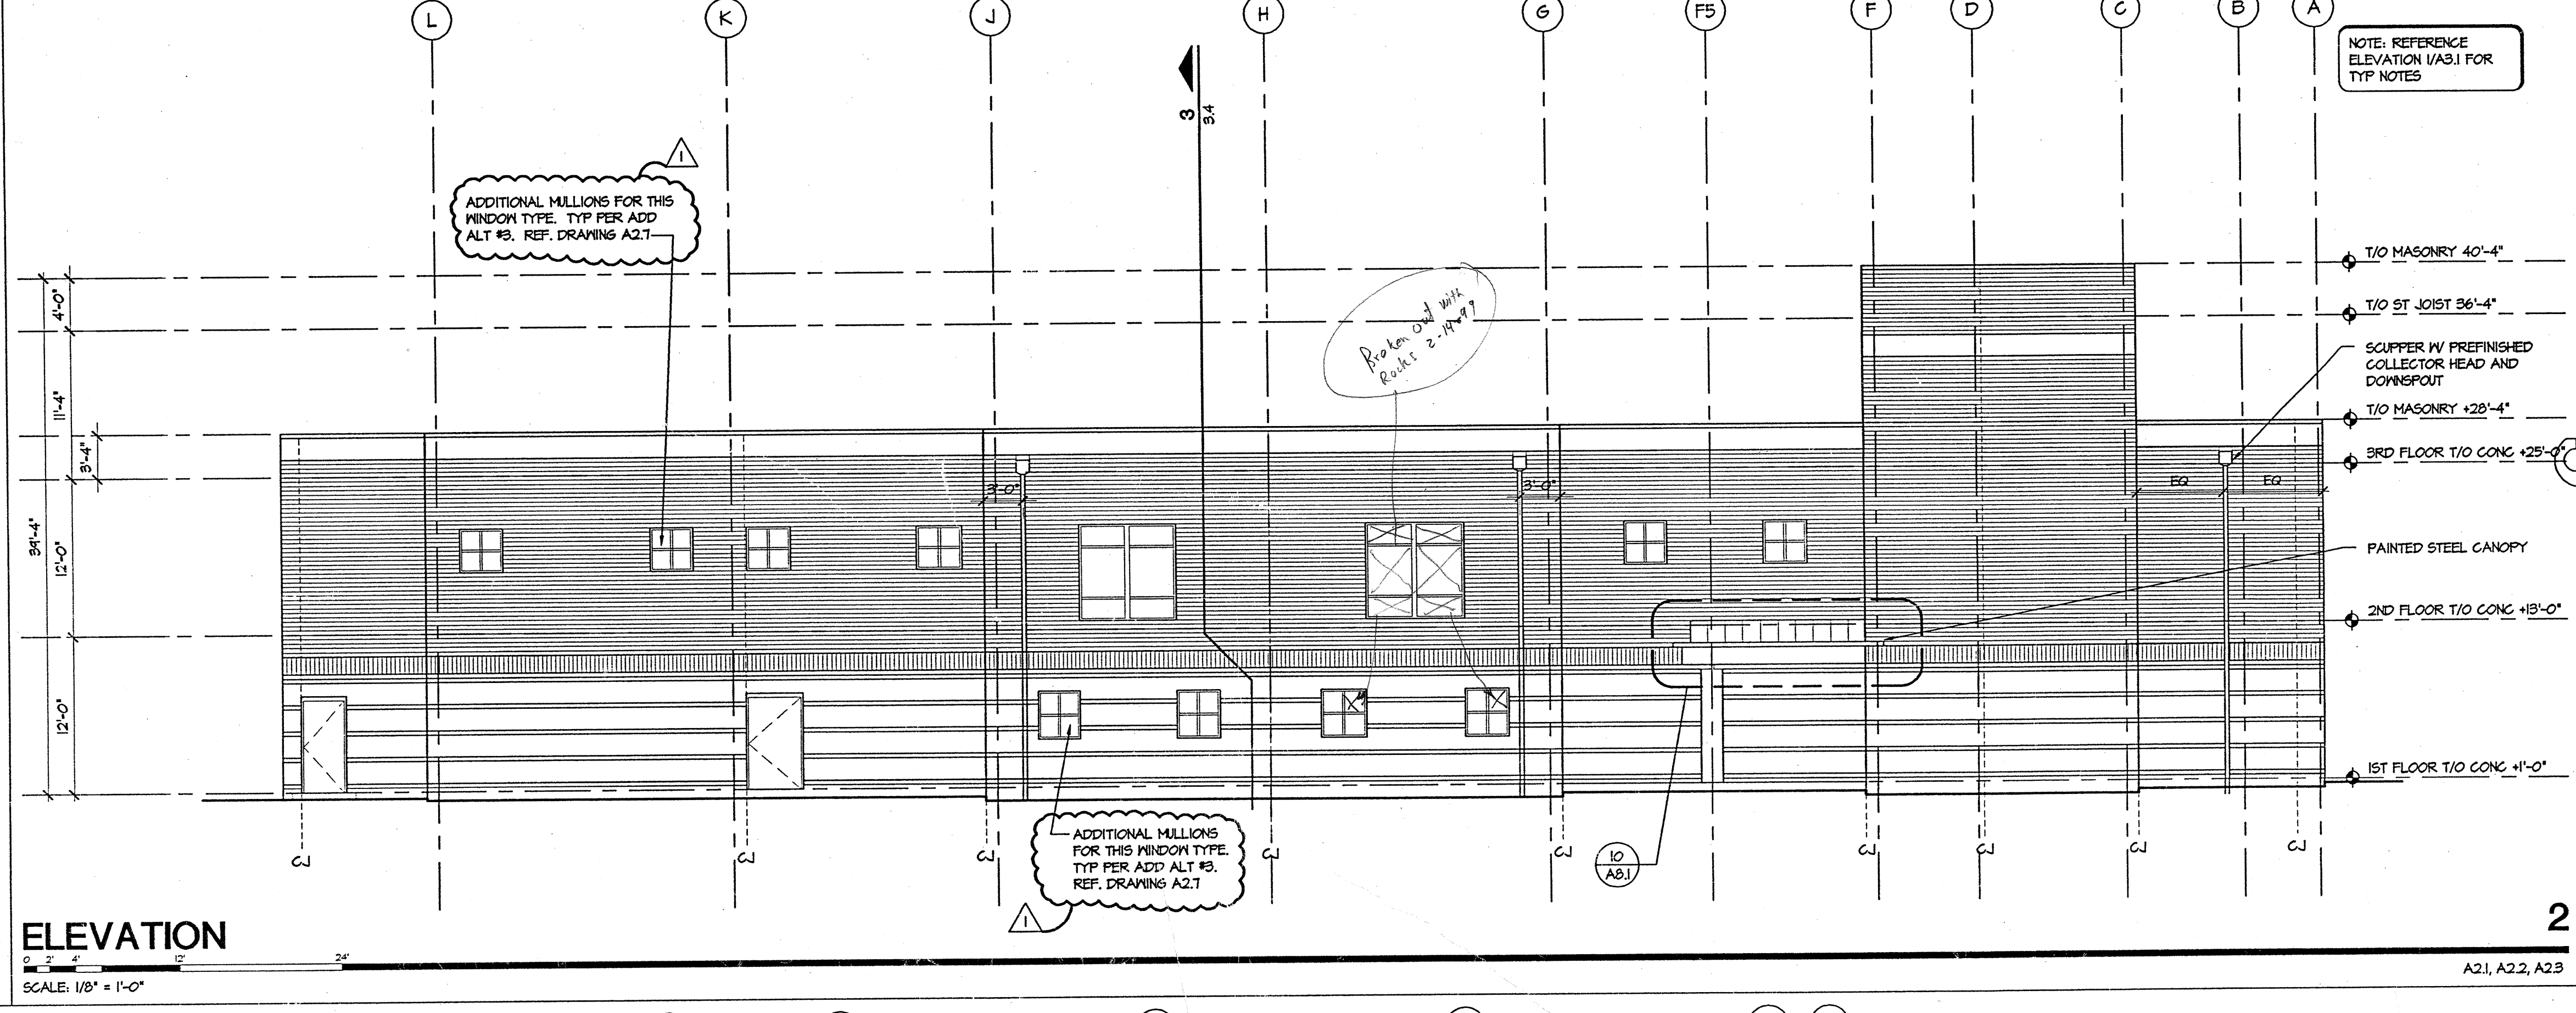 L
K
J
H
G
F5
F
D
C
B
A
NOTE: REFERENCE
ELEVATION 1/A3.1 FOR
TYP NOTES
3
3.4
1
ADDITIONAL MULLIONS FOR THIS
WINDOW TYPE. TYP PER ADD
ALT #3. REF. DRAWING A2.7
Broken out with
Rocks 2-14-99
T/O MASONRY 40'-4"
T/O ST JOIST 36'-4"
SCUPPER W/ PREFINISHED
COLLECTOR HEAD AND
DOWNSPOUT
T/O MASONRY +28'-4"
3RD FLOOR T/O CONC +25'-0"
EQ
EQ
PAINTED STEEL CANOPY
2ND FLOOR T/O CONC +13'-0"
1ST FLOOR T/O CONC +1'-0"
4'-0"
11'-4"
3'-4"
39'-4"
12'-0"
12'-0"
3'-0"
3'-0"
CJ
CJ
CJ
CJ
CJ
CJ
CJ
CJ
CJ
ADDITIONAL MULLIONS
FOR THIS WINDOW TYPE.
TYP PER ADD ALT #3.
REF. DRAWING A2.7
1
10
A8.1
ELEVATION
2
0 2' 4' 12' 24'
SCALE: 1/8" = 1'-0"
A2.1, A2.2, A2.3